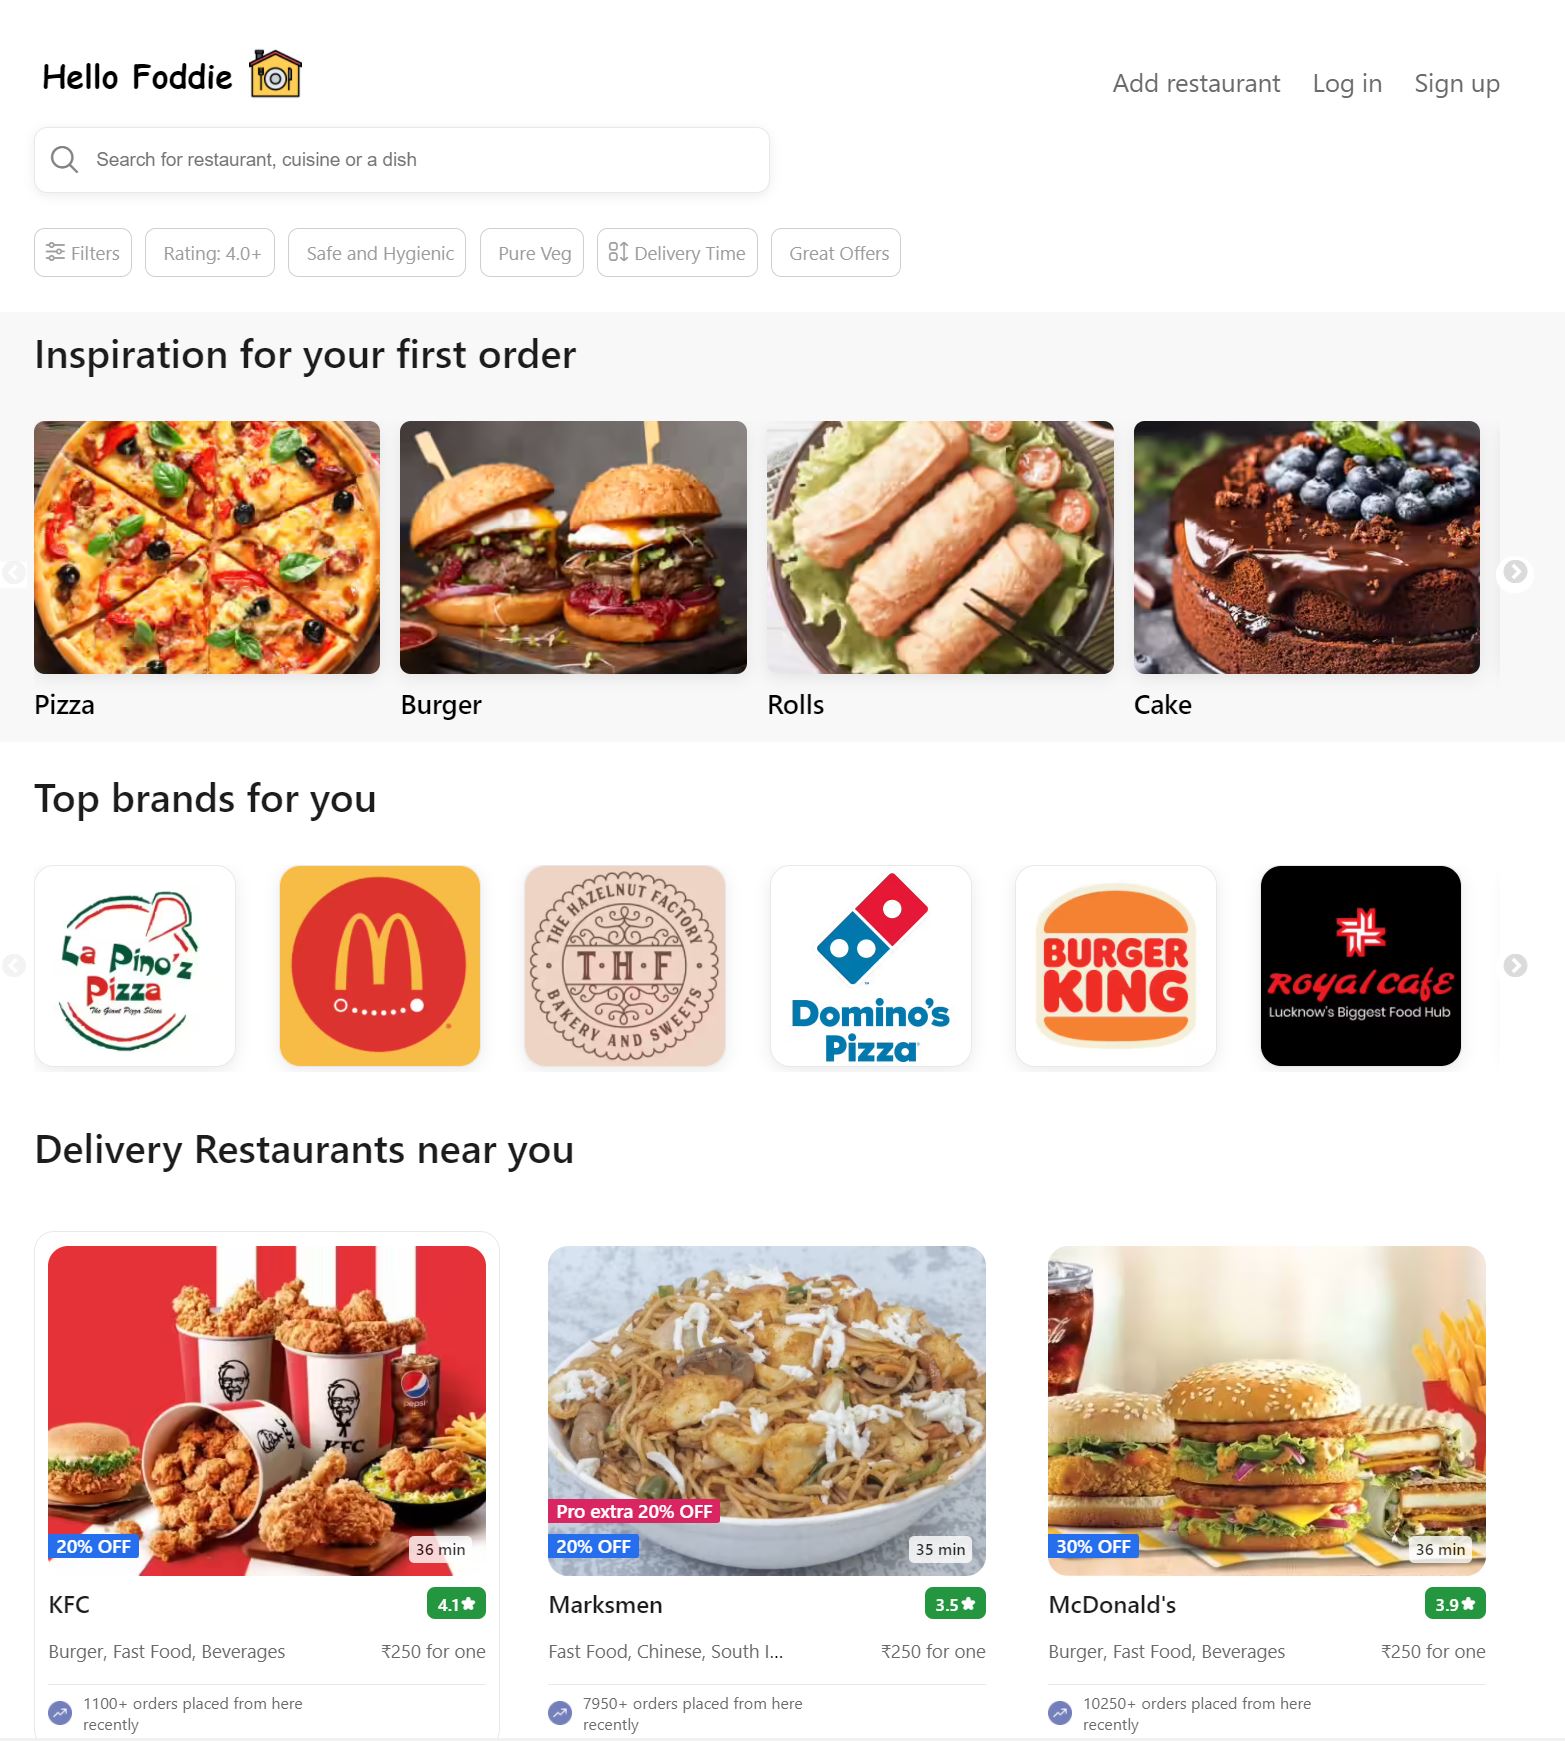 Hello Foddie
Add restaurant Log in Sign up
Search for restaurant, cuisine or a dish
Filters Rating: 4.0+ Safe and Hygienic Pure Veg Delivery Time Great Offers
Inspiration for your first order
Pizza Burger Rolls Cake
Top brands for you
La Pino'z
Pizza
The Giant Pizza Slices
THE HAZELNUT FACTORY
T·H·F
BAKERY AND SWEETS
Domino's
Pizza
BURGER
KING
Royal Cafe
Lucknow's Biggest Food Hub
Delivery Restaurants near you
KFC
pepsi
20% OFF
36 min
KFC 4.1
Burger, Fast Food, Beverages ₹250 for one
1100+ orders placed from here
recently
Pro extra 20% OFF
20% OFF
35 min
Marksmen 3.5
Fast Food, Chinese, South I...
₹250 for one
7950+ orders placed from here
recently
30% OFF
36 min
McDonald's 3.9
Burger, Fast Food, Beverages ₹250 for one
10250+ orders placed from here
recently